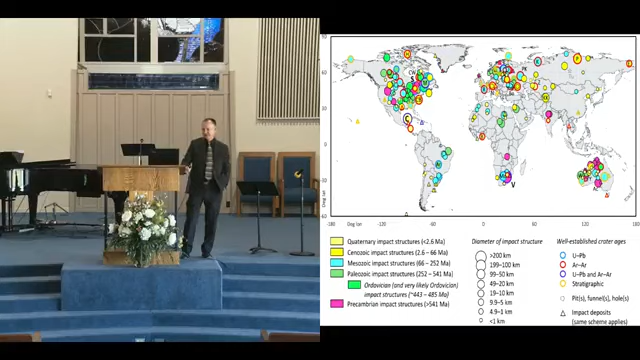 -180
-120
-60
Deg lon
0
60
120
180
Deg lat
CW
V
Quaternary impact structures (<2.6 Ma)
Cenozoic impact structures (2.6 – 66 Ma)
Mesozoic impact structures (66 – 252 Ma)
Paleozoic impact structures (252 – 541 Ma)
Ordovician (and very likely Ordovician)
impact structures (~443 – 485 Ma)
Precambrian impact structures (>541 Ma)
Diameter of impact structure
>200 km
199–100 km
99–50 km
49–20 km
19–10 km
9.9–5 km
4.9–1 km
<1 km
Well-established crater ages
U–Pb
Ar–Ar
U–Pb and Ar–Ar
Stratigraphic
Pit(s), funnel(s), hole(s)
Impact deposits
(same scheme applies)